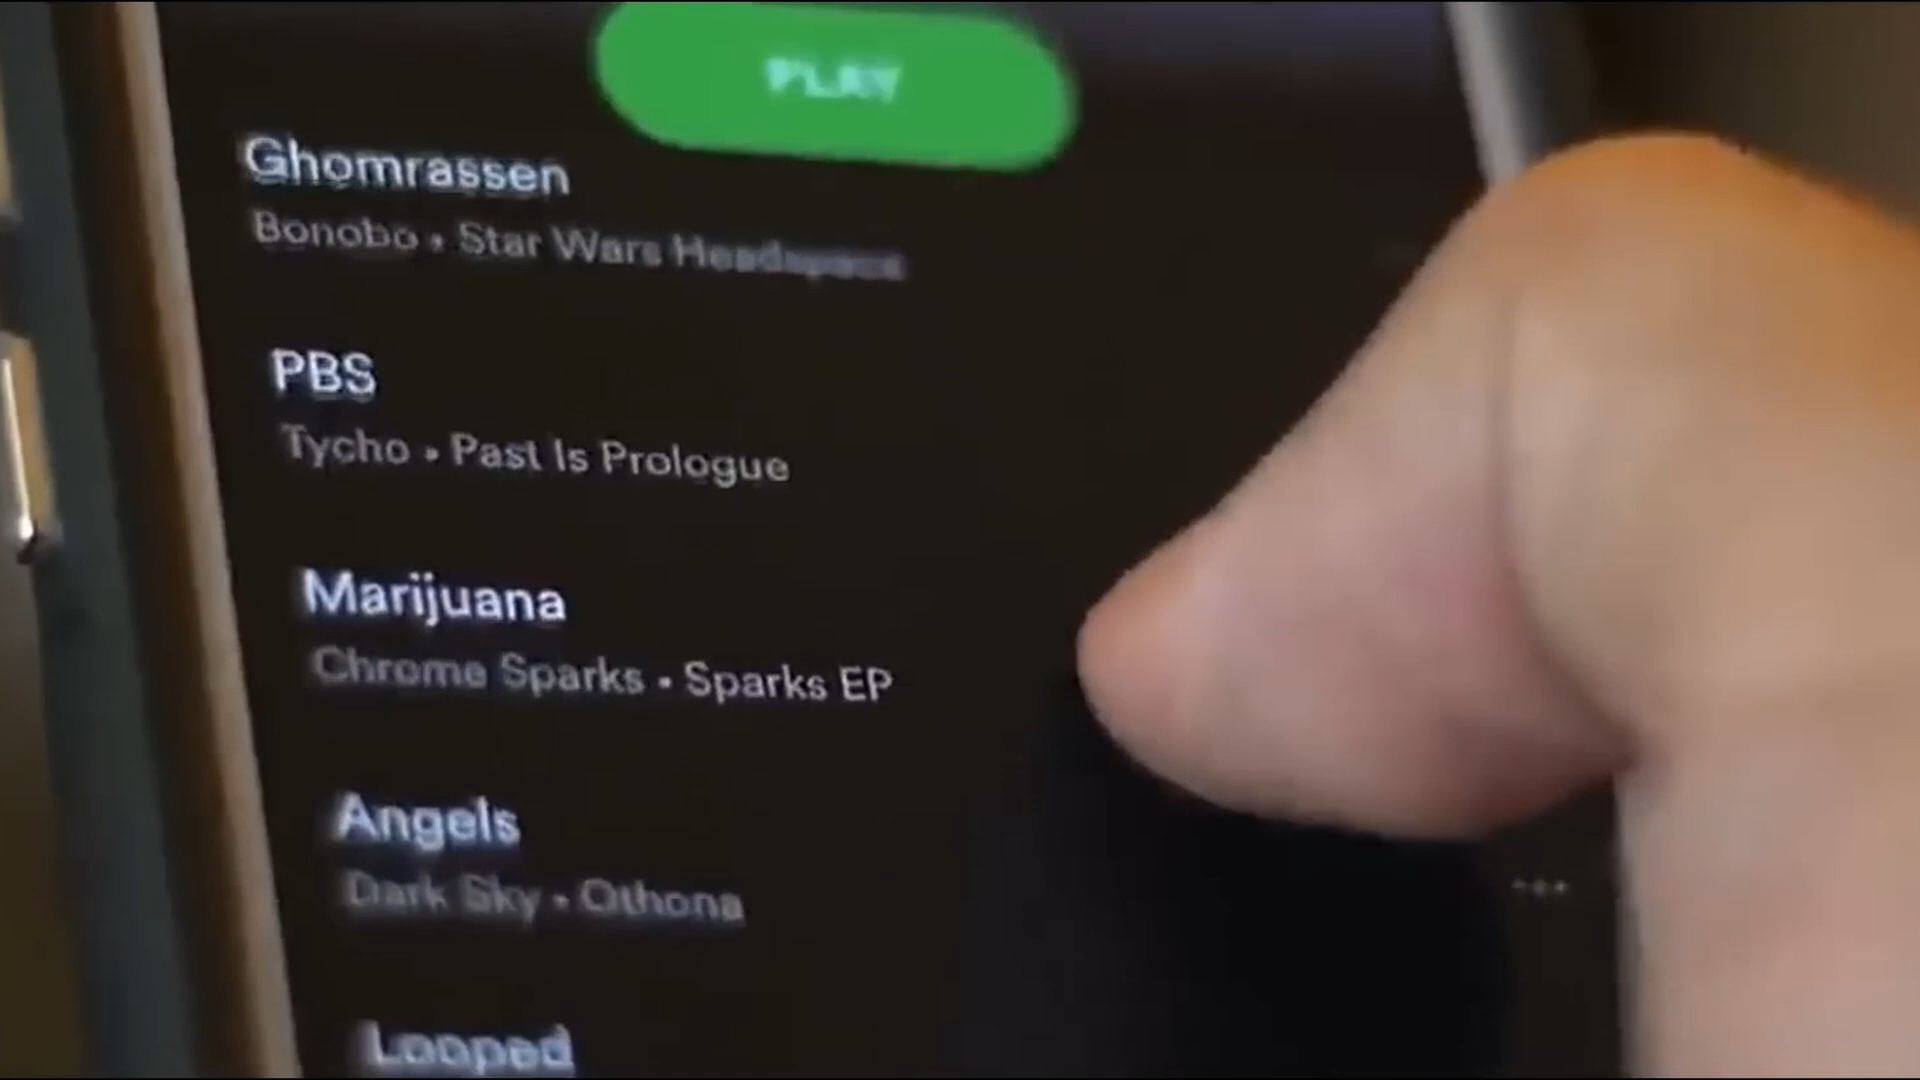 PLAY
Ghomrassen
Bonobo • Star Wars Headspace
PBS
Tycho • Past Is Prologue
Marijuana
Chrome Sparks • Sparks EP
Angels
Dark Sky • Othona
Looped